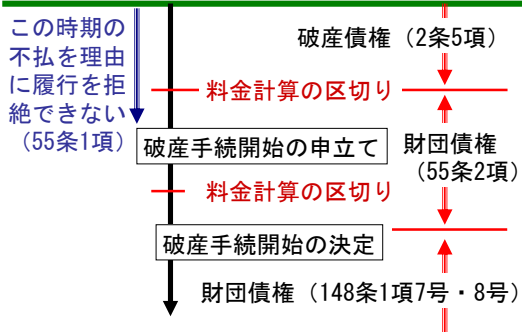 この時期の
不払を理由
に履行を拒
絶できない
(55条1項)
破産債権(2条5項)
料金計算の区切り
破産手続開始の申立て
財団債権
(55条2項)
料金計算の区切り
破産手続開始の決定
財団債権(148条1項7号・8号)